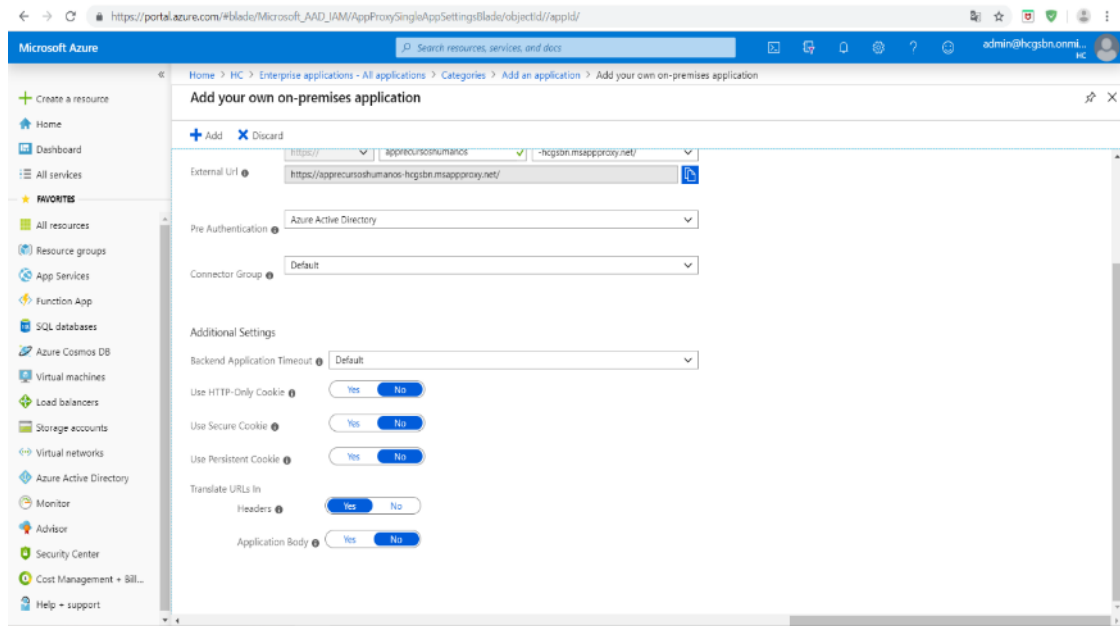 https://portal.azure.com/#blade/Microsoft_AAD_IAM/AppProxySingleAppSettingsBlade/objectId//appId/
Microsoft Azure
Search resources, services, and docs
admin@hcgsbn.onmi...
HC
Home > HC > Enterprise applications - All applications > Categories > Add an application > Add your own on-premises application
Add your own on-premises application
Add Discard
Create a resource
Home
Dashboard
All services
FAVORITES
All resources
Resource groups
App Services
Function App
SQL databases
Azure Cosmos DB
Virtual machines
Load balancers
Storage accounts
Virtual networks
Azure Active Directory
Monitor
Advisor
Security Center
Cost Management + Bill...
Help + support
https:// apprecursoshumanos -hcgsbn.msappproxy.net/
External Url https://apprecursoshumanos-hcgsbn.msappproxy.net/
Pre Authentication Azure Active Directory
Connector Group Default
Additional Settings
Backend Application Timeout Default
Use HTTP-Only Cookie Yes No
Use Secure Cookie Yes No
Use Persistent Cookie Yes No
Translate URLs In
Headers Yes No
Application Body Yes No